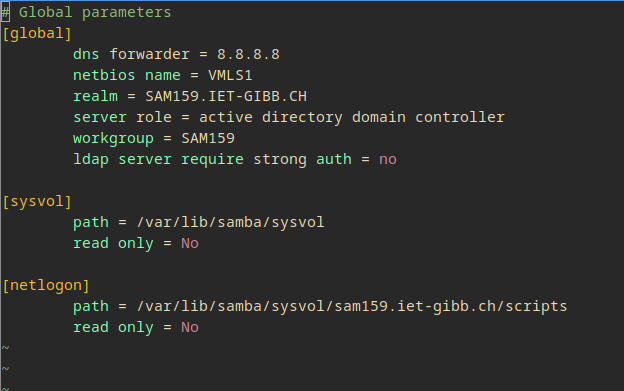 # Global parameters
[global]
dns forwarder = 8.8.8.8
netbios name = VMLS1
realm = SAM159.IET-GIBB.CH
server role = active directory domain controller
workgroup = SAM159
ldap server require strong auth = no
[sysvol]
path = /var/lib/samba/sysvol
read only = No
[netlogon]
path = /var/lib/samba/sysvol/sam159.iet-gibb.ch/scripts
read only = No
~
~
~